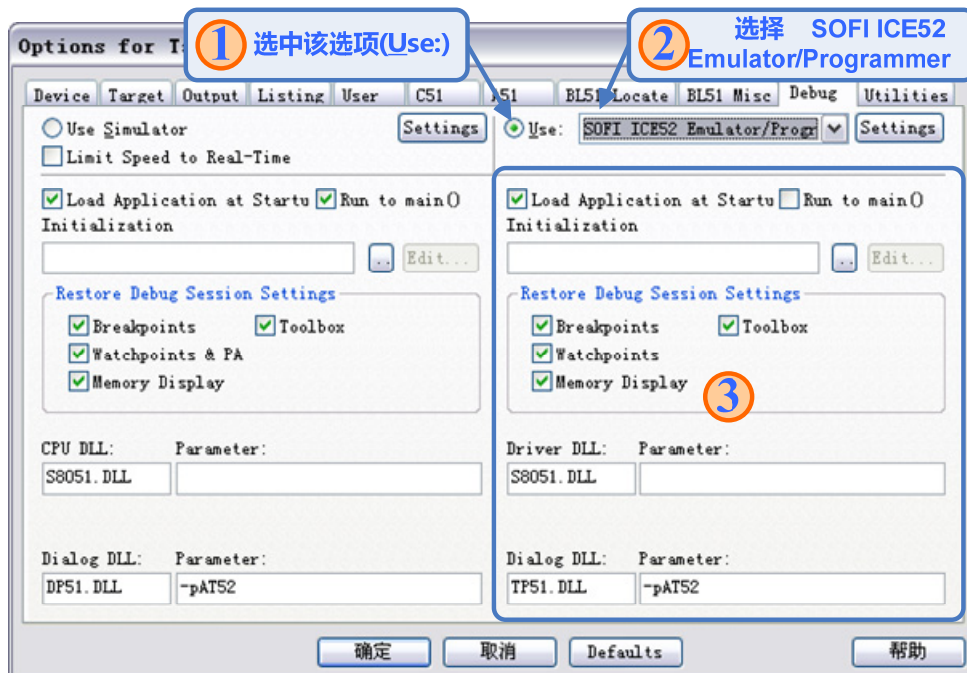 Options for T
1 选中该选项(Use:)
2 选择 SOFI ICE52
Emulator/Programmer
Device Target Output Listing User C51 A51 BL51 Locate BL51 Misc Debug Utilities
Use Simulator Settings
Limit Speed to Real-Time
Use: SOFI ICE52 Emulator/Progr Settings
Load Application at Startu Run to main()
Initialization
.. Edit...
Restore Debug Session Settings
Breakpoints Toolbox
Watchpoints & PA
Memory Display
CPU DLL: Parameter:
S8051.DLL
Dialog DLL: Parameter:
DP51.DLL -pAT52
Load Application at Startu Run to main()
Initialization
.. Edit...
Restore Debug Session Settings
Breakpoints Toolbox
Watchpoints
Memory Display
3
Driver DLL: Parameter:
S8051.DLL
Dialog DLL: Parameter:
TP51.DLL -pAT52
确定 取消 Defaults 帮助